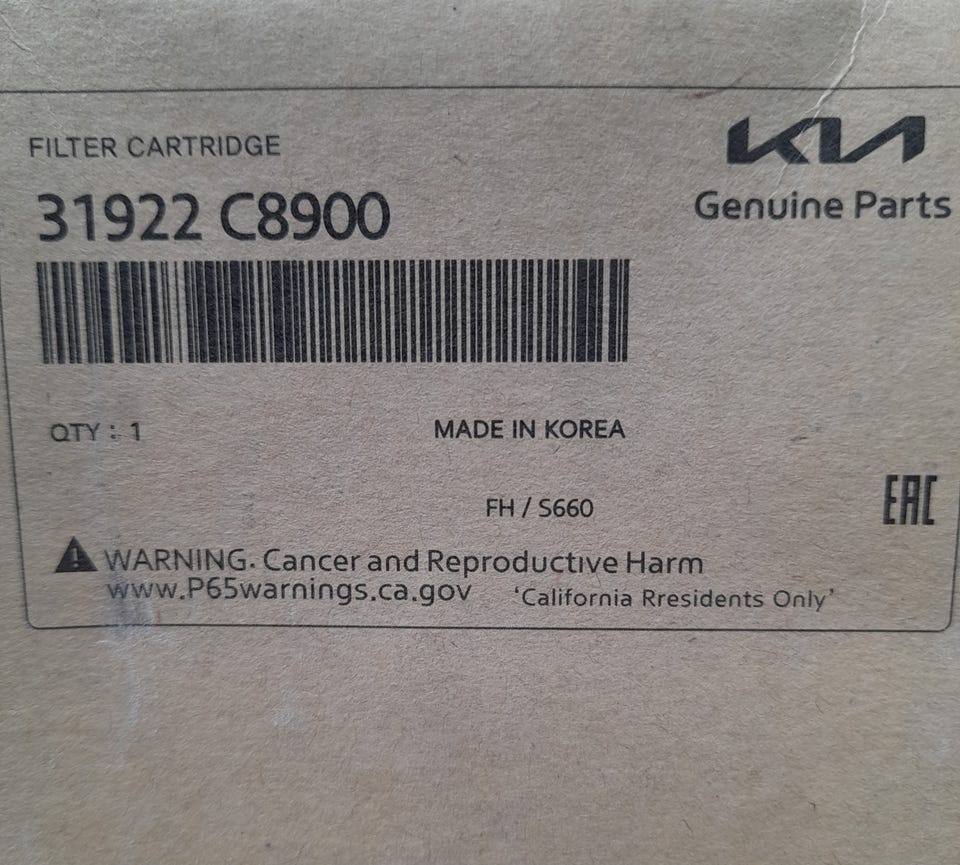 FILTER CARTRIDGE
KIA
31922 C8900
Genuine Parts
QTY : 1
MADE IN KOREA
FH / S660
EAC
WARNING. Cancer and Reproductive Harm
www.P65warnings.ca.gov 'California Rresidents Only'